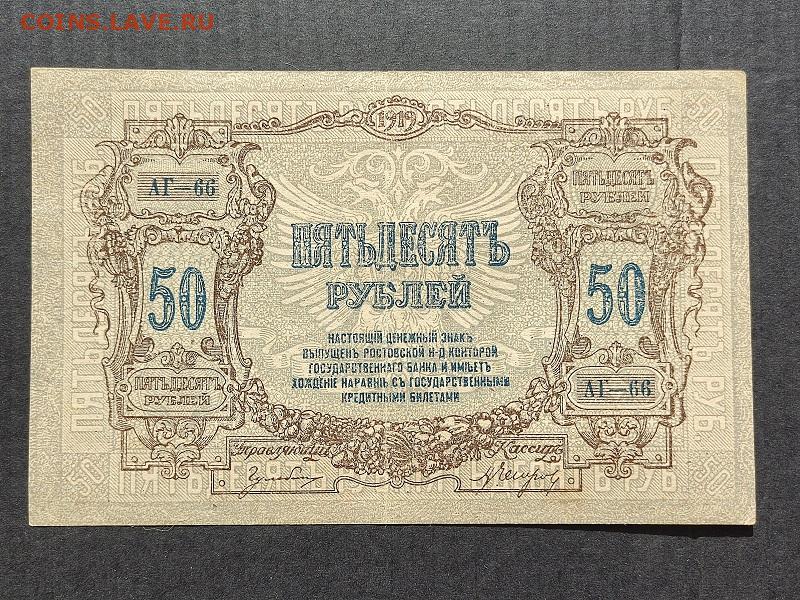 COINS.LAVE.RU
ПЯТЬДЕСЯТЪ РУБ
1919
АГ—66
ПЯТЬДЕСЯТЪ
РУБЛЕЙ
ПЯТЬДЕСЯТЪ
РУБЛЕЙ
50
50
НАСТОЯЩІЙ ДЕНЕЖНЫЙ ЗНАКЪ
ВЫПУЩЕНЪ РОСТОВСКОЙ Н-Д КОНТОРОЙ
ГОСУДАРСТВЕННАГО БАНКА И ИМѢЕТЪ
ХОЖДЕНІЕ НАРАВНѢ СЪ ГОСУДАРСТВЕННЫМИ
КРЕДИТНЫМИ БИЛЕТАМИ
ПЯТЬДЕСЯТЪ
РУБЛЕЙ
АГ—66
Управляющій
Кассиръ